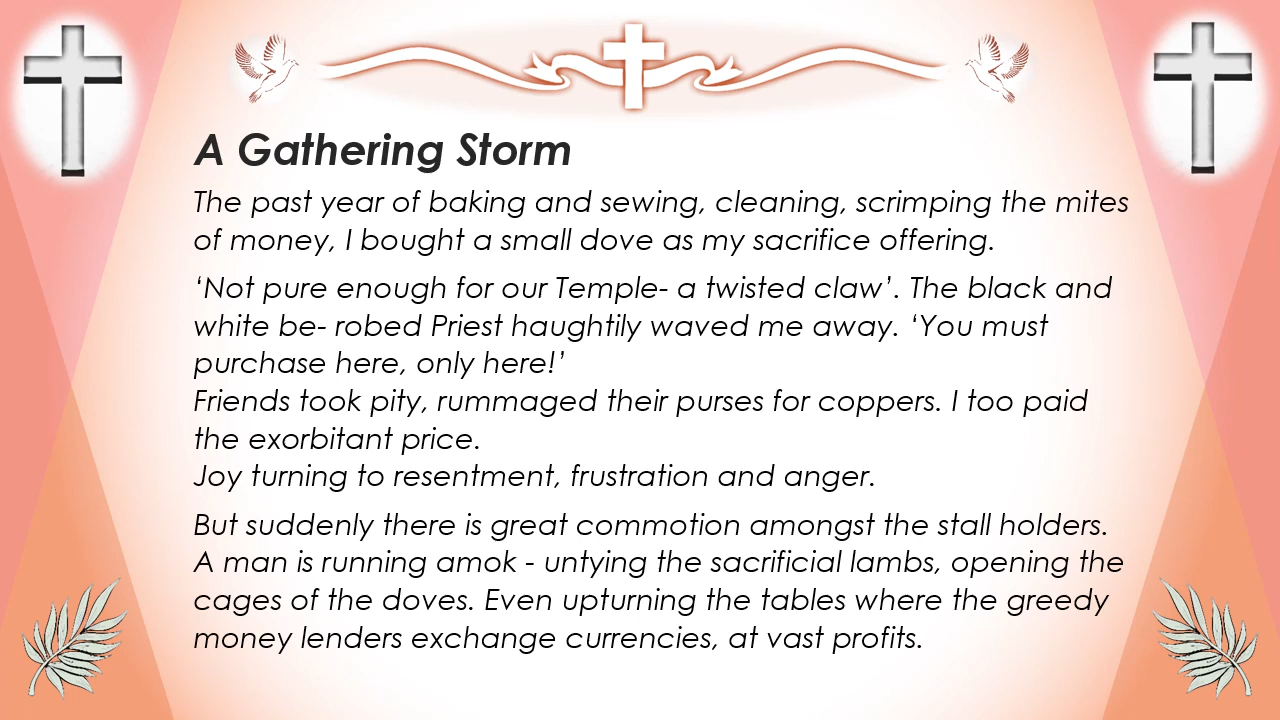 A Gathering Storm
The past year of baking and sewing, cleaning, scrimping the mites
of money, I bought a small dove as my sacrifice offering.
‘Not pure enough for our Temple- a twisted claw’. The black and
white be- robed Priest haughtily waved me away. ‘You must
purchase here, only here!’
Friends took pity, rummaged their purses for coppers. I too paid
the exorbitant price.
Joy turning to resentment, frustration and anger.
But suddenly there is great commotion amongst the stall holders.
A man is running amok - untying the sacrificial lambs, opening the
cages of the doves. Even upturning the tables where the greedy
money lenders exchange currencies, at vast profits.